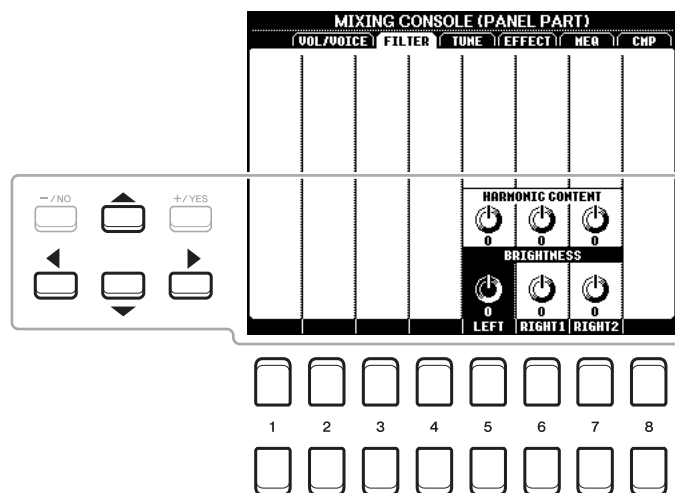 MIXING CONSOLE (PANEL PART)
VOL/VOICE FILTER TUNE EFFECT MEQ CMP
−/NO +/YES
HARMONIC CONTENT
0 0 0
BRIGHTNESS
0 0 0
LEFT RIGHT1 RIGHT2
1 2 3 4 5 6 7 8